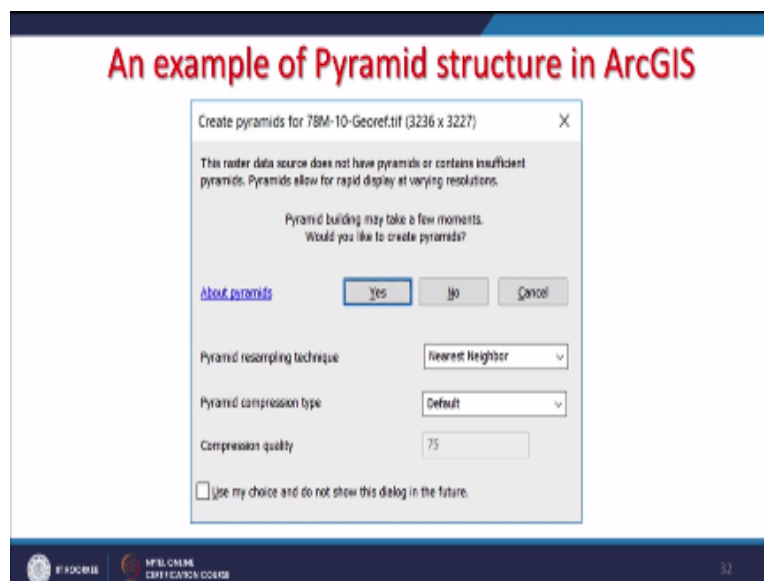 An example of Pyramid structure in ArcGIS
Create pyramids for 78M-10-Georef.tif (3236 x 3227)
This raster data source does not have pyramids or contains insufficient
pyramids. Pyramids allow for rapid display at varying resolutions.
Pyramid building may take a few moments.
Would you like to create pyramids?
About pyramids
Yes
No
Cancel
Pyramid resampling technique
Nearest Neighbor
Pyramid compression type
Default
Compression quality
75
Use my choice and do not show this dialog in the future.
IIT ROORKEE
NPTEL ONLINE
CERTIFICATION COURSE
32